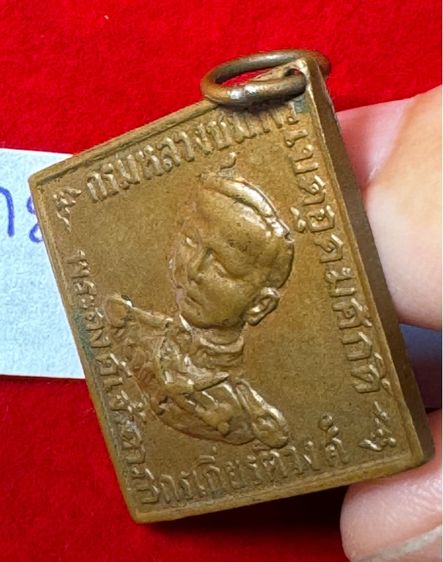 กรมหลวงชุมพร
เขตอุดมศักดิ์
พระองค์เจ้าอาภา
กรเกียรติวงศ์